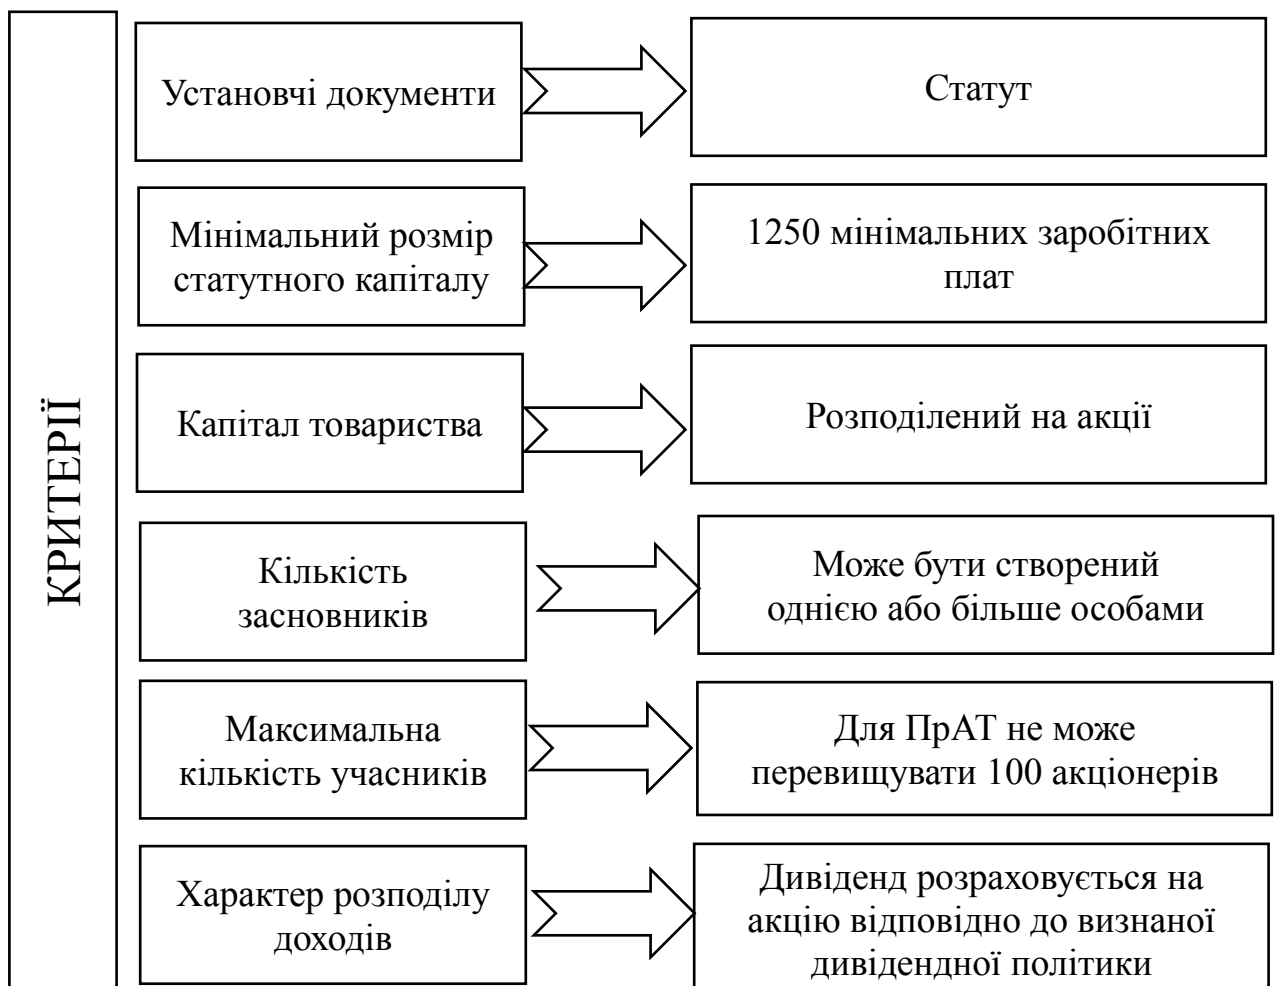 КРИТЕРІЇ
Установчі документи
Статут
Мінімальний розмір
статутного капіталу
1250 мінімальних заробітних
плат
Капітал товариства
Розподілений на акції
Кількість
засновників
Може бути створений
однією або більше особами
Максимальна
кількість учасників
Для ПрАТ не може
перевищувати 100 акціонерів
Характер розподілу
доходів
Дивіденд розраховується на
акцію відповідно до визнаної
дивідендної політики